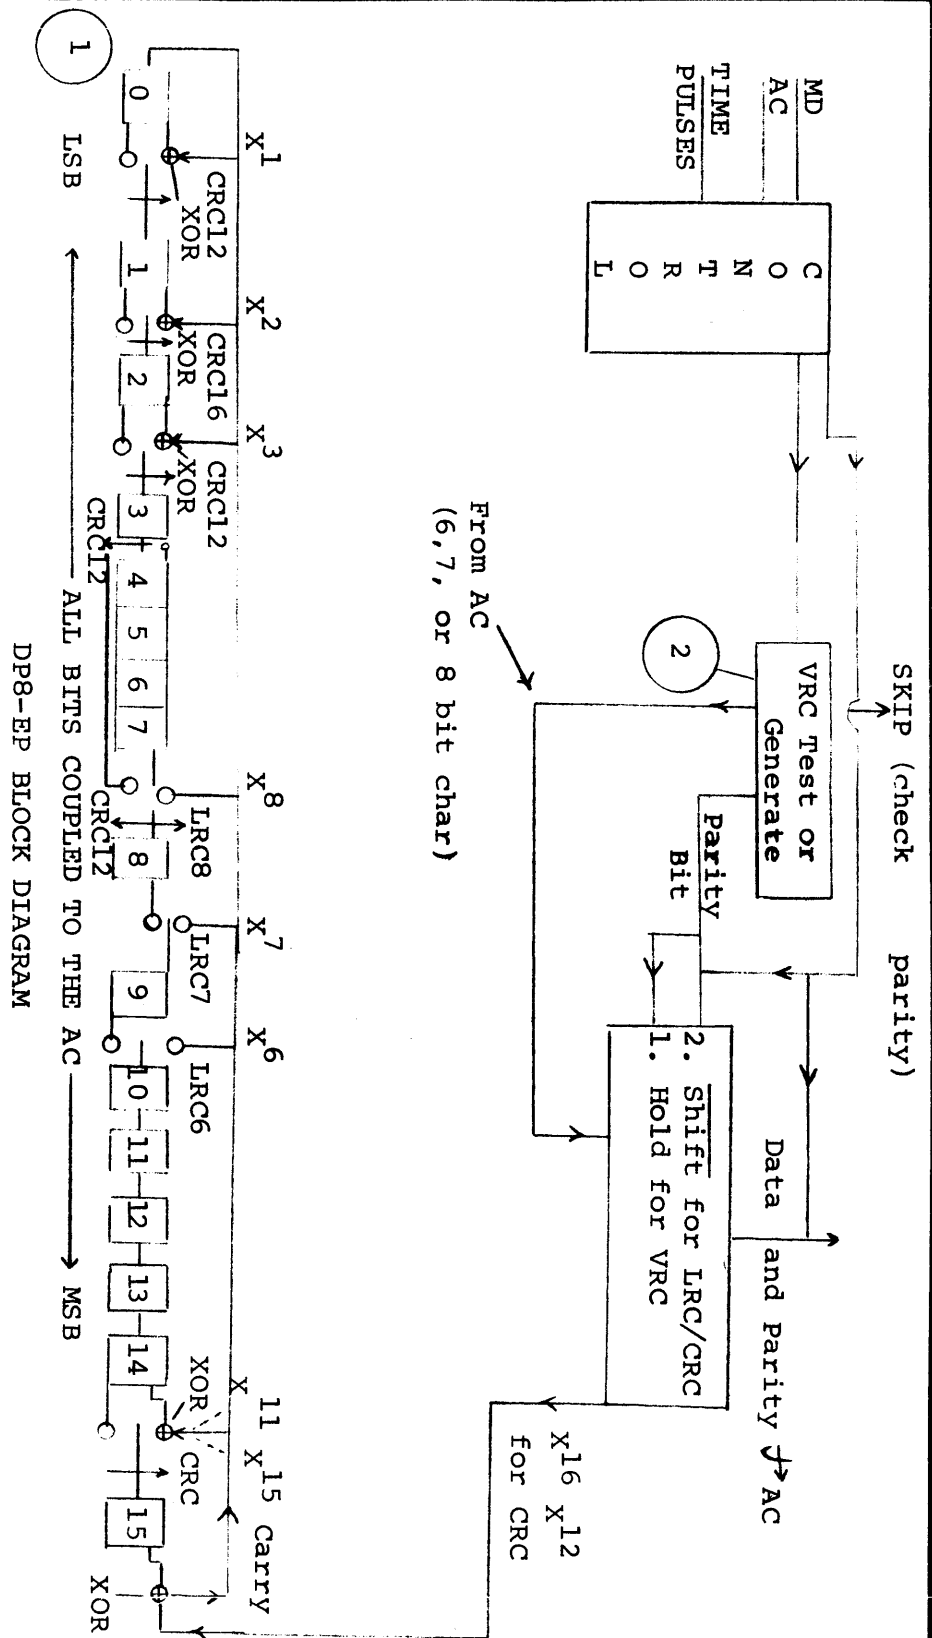 MD
AC
TIME
PULSES
CONTROL
SKIP (check parity)
VRC Test or
Generate
2
Parity
Bit
From AC
(6,7, or 8 bit char)
2. Shift for LRC/CRC
1. Hold for VRC
Data and Parity → AC
X16 X12
for CRC
X1
X2
X3
X8
X7
X6
X11 X15 Carry
CRC12
XOR
CRC16
XOR
CRC12
XOR
LRC8
LRC7
LRC6
XOR
CRC
0 1 2 3 4 5 6 7 8 9 10 11 12 13 14 15
CRC12
CRC12
XOR
1
LSB ← ALL BITS COUPLED TO THE AC → MSB
DP8-EP BLOCK DIAGRAM